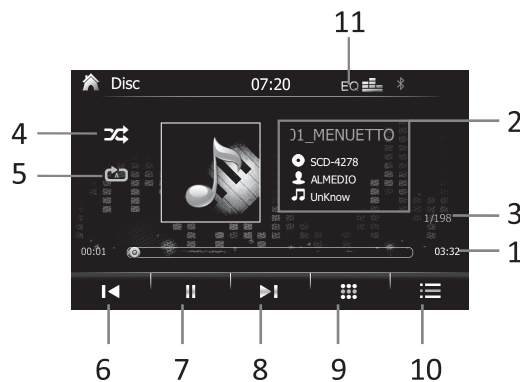 11
Disc 07:20 EQ
4
2
01_MENUETTO
5
SCD-4278
ALMEDIO
UnKnow
1/198
3
00:01 03:32
1
6 7 8 9 10